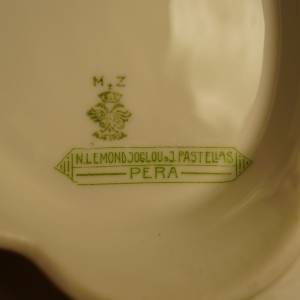 M. Z
N. LEMONDJOGLOU & J. PASTELLAS
PERA